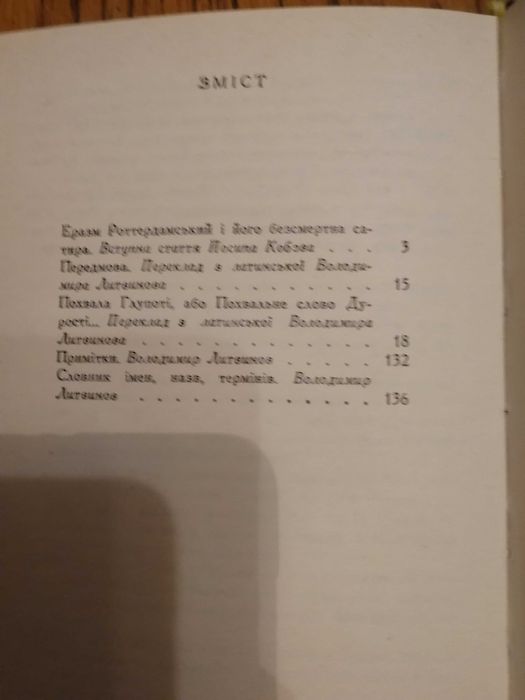 ЗМІСТ
Еразм Роттердамський і його безсмертна са-
тира. Вступна стаття Йосипа Кобова . . . 3
Передмова. Переклад з латинської Володи-
мира Литвинова . . . . . . . . . . 15
Похвала Глупоті, або Похвальне слово Ду-
рості... Переклад з латинської Володимира
Литвинова . . . . . . . . . . . . 18
Примітки. Володимир Литвинов . . . . . 132
Словник імен, назв, термінів. Володимир
Литвинов . . . . . . . . . . . . 136